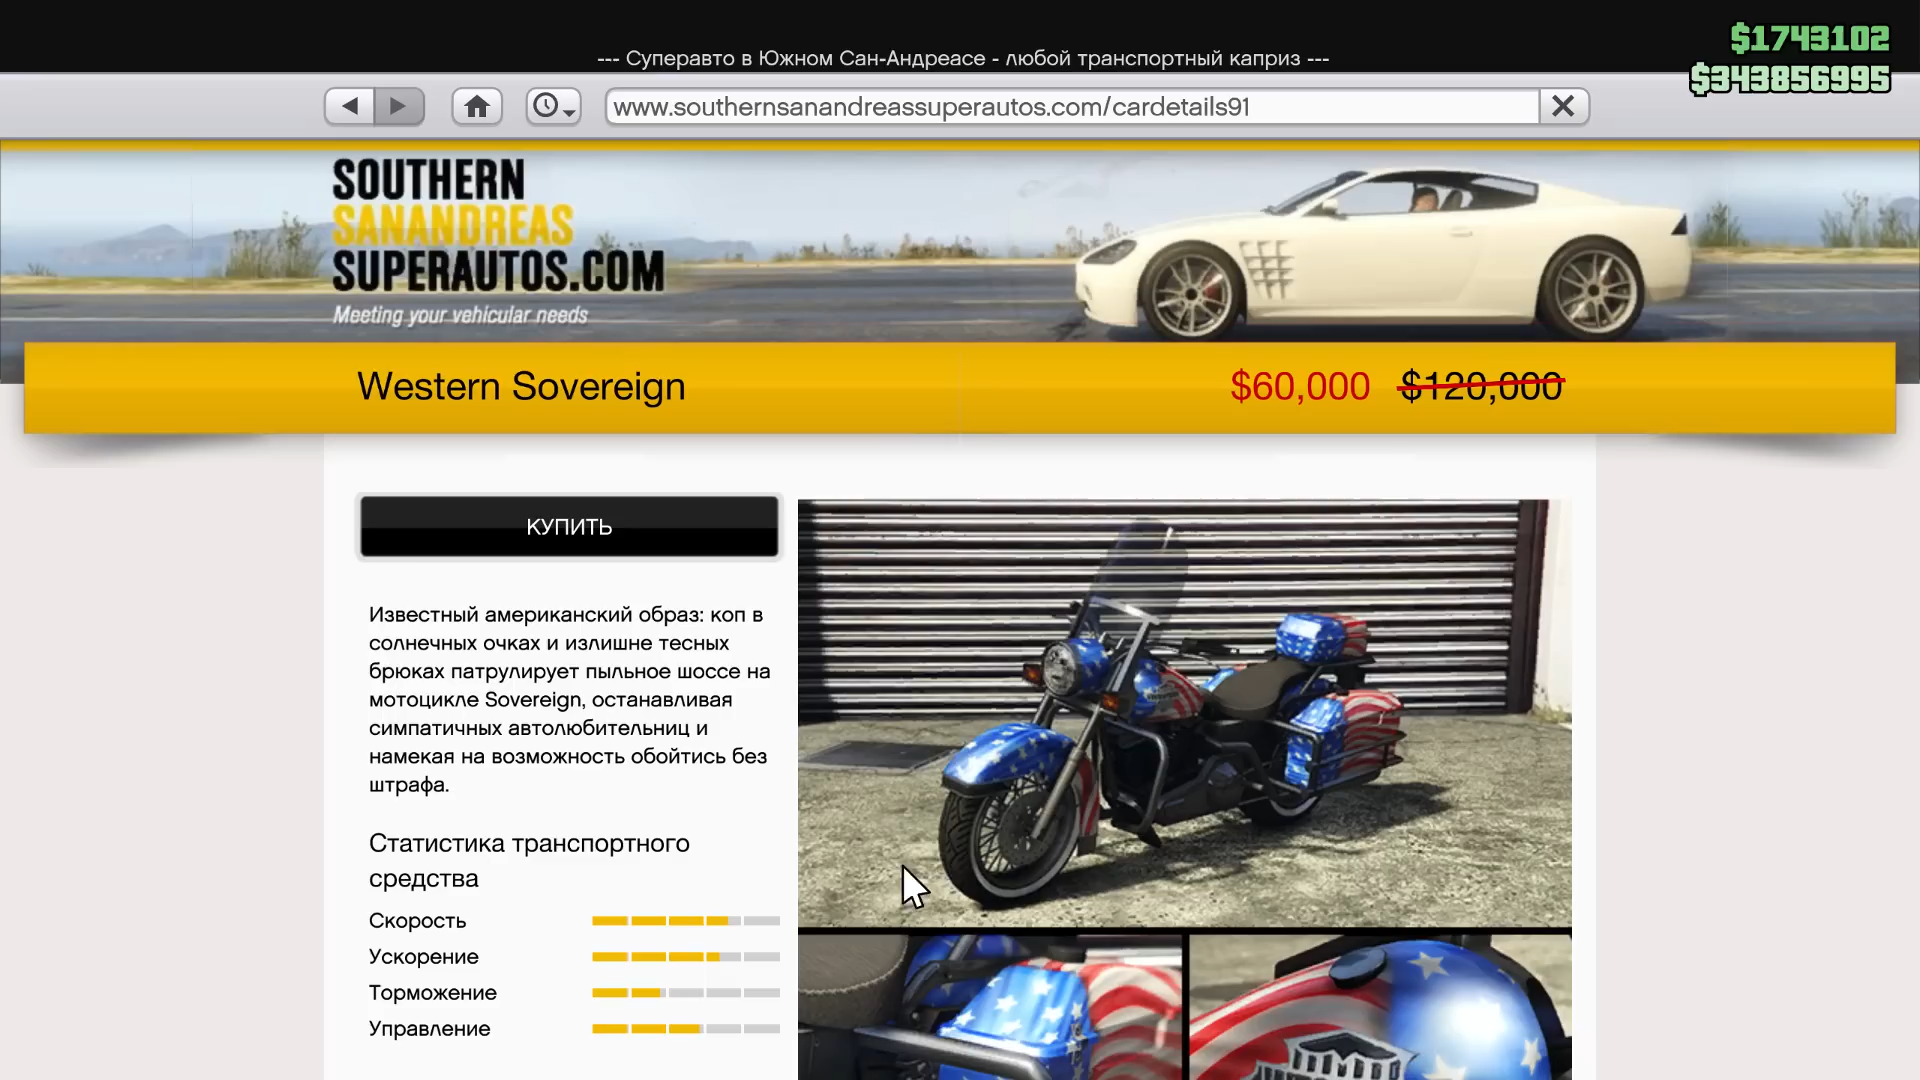 $1743102
$343856995
--- Суперавто в Южном Сан-Андреасе - любой транспортный каприз ---
www.southernsanandreassuperautos.com/cardetails91
SOUTHERN
SANANDREAS
SUPERAUTOS.COM
Meeting your vehicular needs
Western Sovereign
$60,000 $120,000
КУПИТЬ
Известный американский образ: коп в
солнечных очках и излишне тесных
брюках патрулирует пыльное шоссе на
мотоцикле Sovereign, останавливая
симпатичных автолюбительниц и
намекая на возможность обойтись без
штрафа.
Статистика транспортного
средства
Скорость
Ускорение
Торможение
Управление